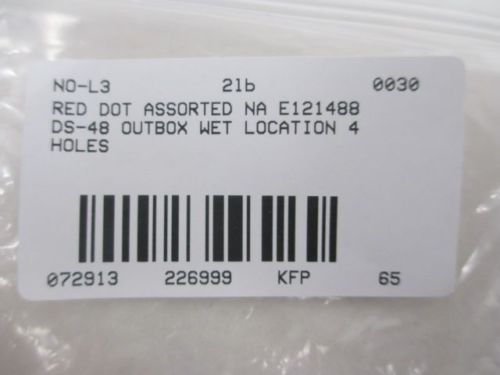 NO-L3 2lb 0030
RED DOT ASSORTED NA E121488
DS-48 OUTBOX WET LOCATION 4
HOLES
072913 226999 KFP 65